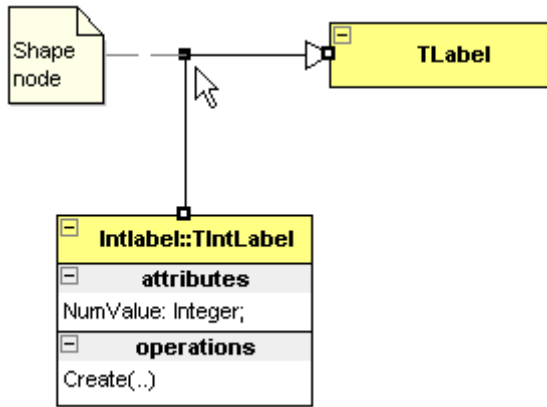 Shape
node
TLabel
Intlabel::TIntLabel
attributes
NumValue: Integer;
operations
Create(..)